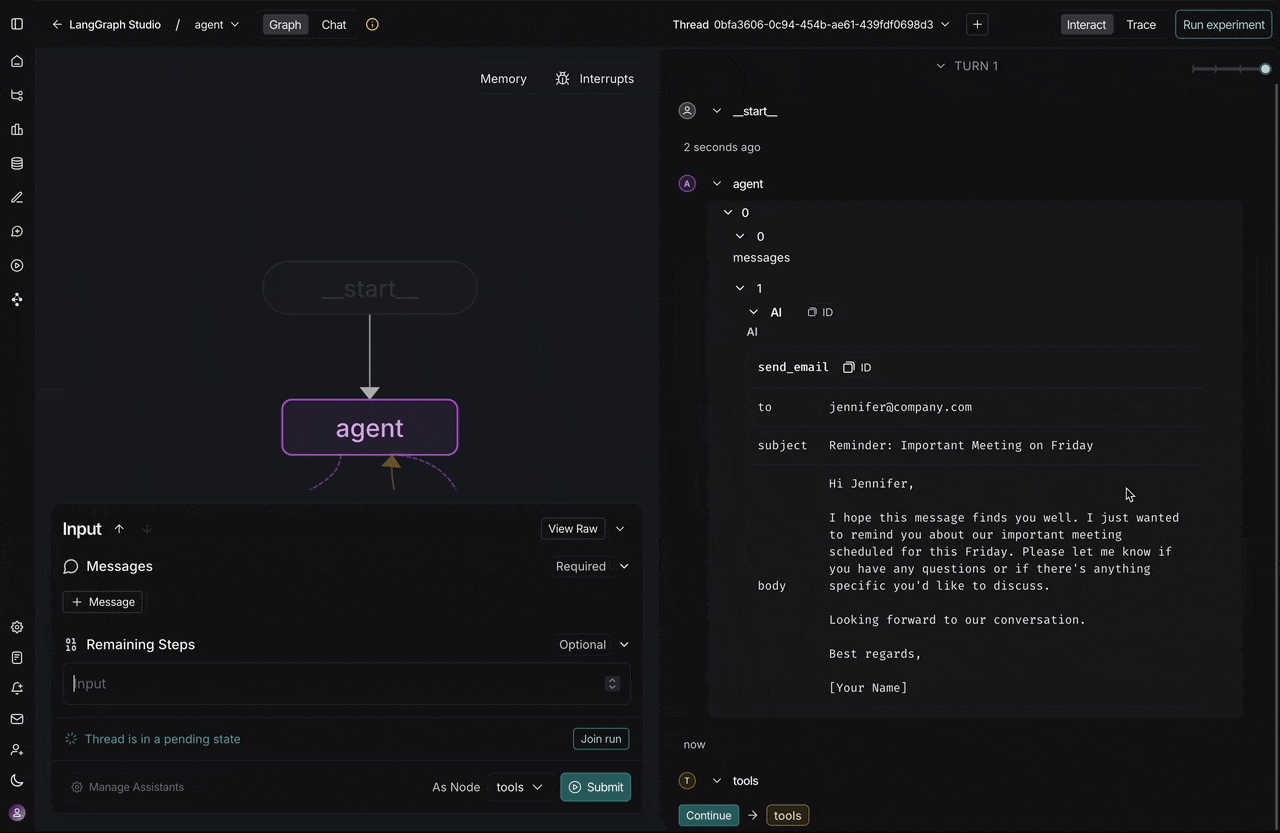 LangGraph Studio / agent Graph Chat
Thread 0bfa3606-0c94-454b-ae61-439fdf0698d3 Interact Trace Run experiment
Memory Interrupts
__start__
agent
Input View Raw
Messages Required
+ Message
0110 Remaining Steps Optional
Input
Thread is in a pending state Join run
Manage Assistants As Node tools Submit
TURN 1
__start__
2 seconds ago
A agent
0
0
messages
1
AI ID
AI
send_email ID
to jennifer@company.com
subject Reminder: Important Meeting on Friday
Hi Jennifer,
I hope this message finds you well. I just wanted
to remind you about our important meeting
scheduled for this Friday. Please let me know if
you have any questions or if there's anything
body specific you'd like to discuss.
Looking forward to our conversation.
Best regards,
[Your Name]
now
T tools
Continue → tools